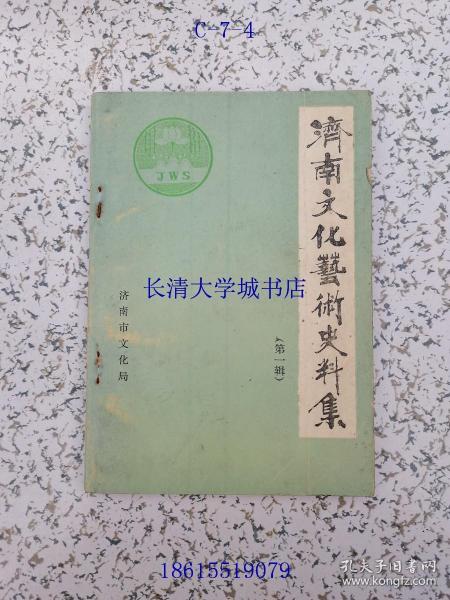 C-7-4
濟南文化藝術史料集
(第一辑)
JWS
济南市文化局
长清大学城书店
18615519079
孔夫子旧书网
www.kongfz.com